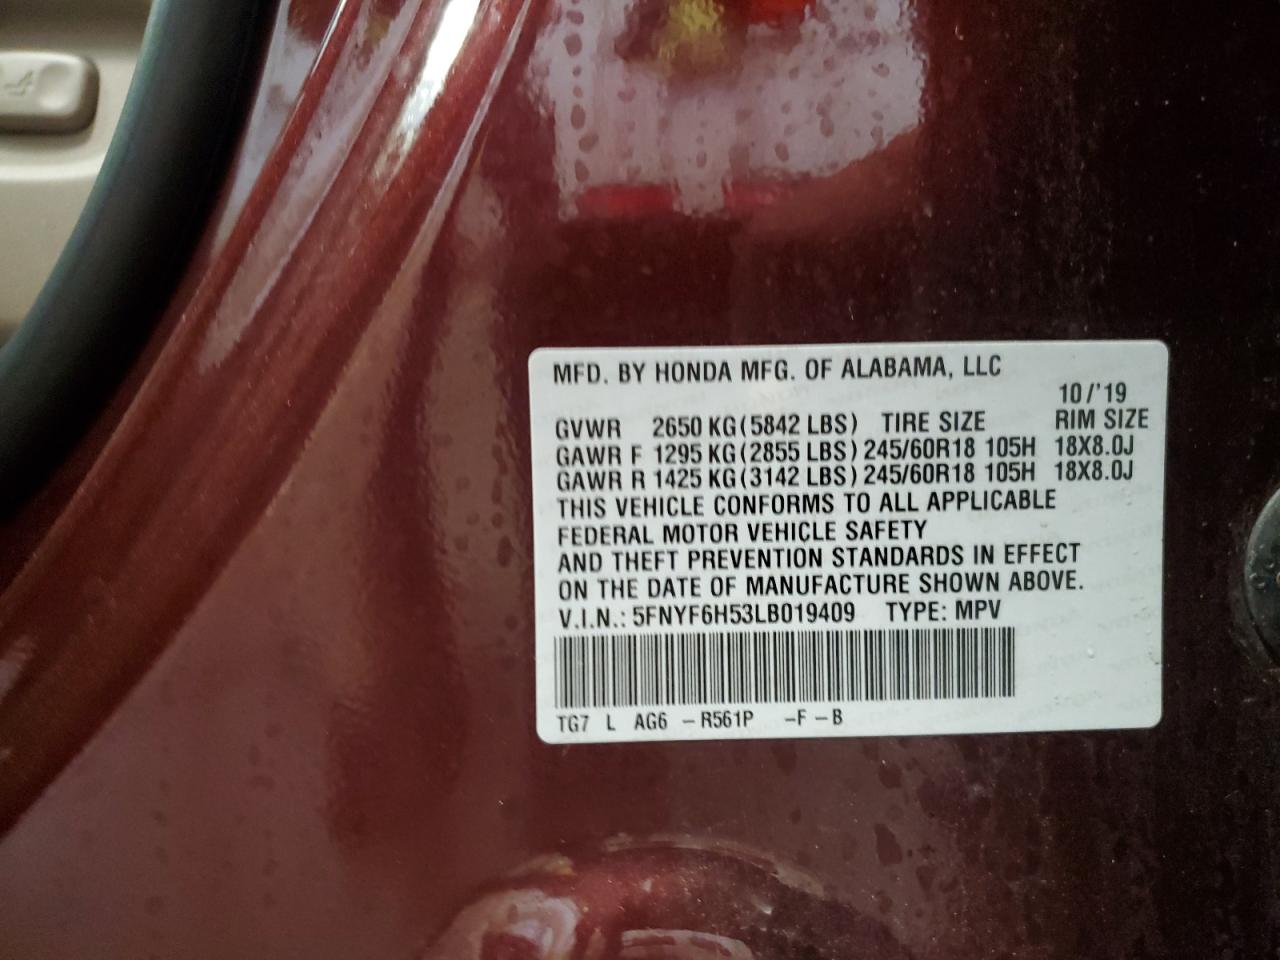 MFD. BY HONDA MFG. OF ALABAMA, LLC
10/'19
GVWR 2650 KG(5842 LBS) TIRE SIZE RIM SIZE
GAWR F 1295 KG(2855 LBS) 245/60R18 105H 18X8.0J
GAWR R 1425 KG(3142 LBS) 245/60R18 105H 18X8.0J
THIS VEHICLE CONFORMS TO ALL APPLICABLE
FEDERAL MOTOR VEHICLE SAFETY
AND THEFT PREVENTION STANDARDS IN EFFECT
ON THE DATE OF MANUFACTURE SHOWN ABOVE.
V.I.N.: 5FNYF6H53LB019409 TYPE: MPV
TG7 L AG6 -R561P -F-B